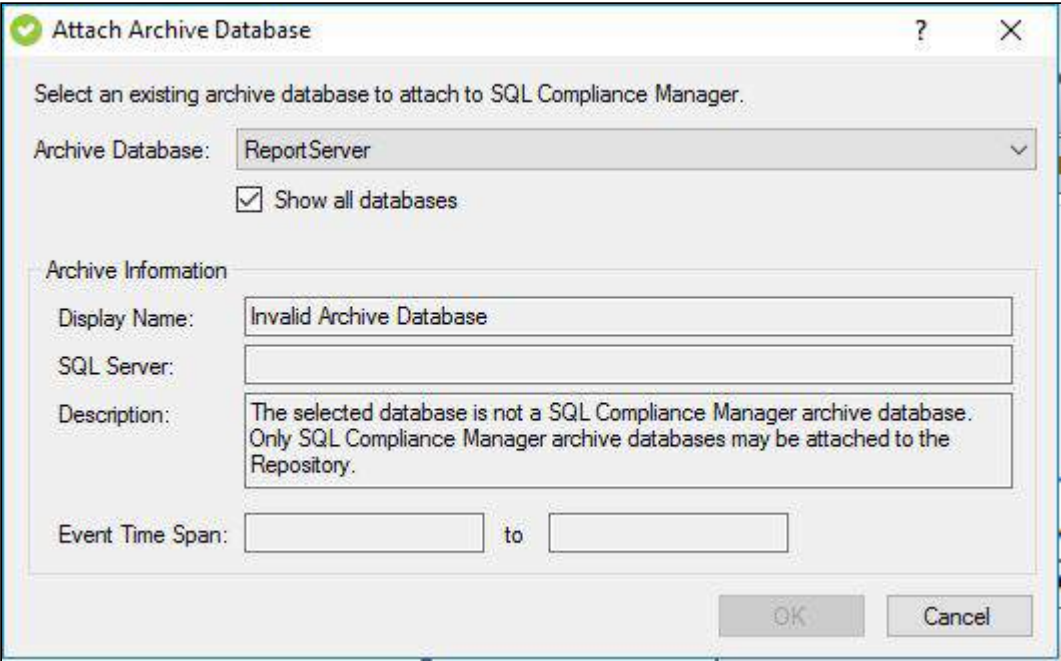 Attach Archive Database ?
Select an existing archive database to attach to SQL Compliance Manager.
Archive Database: ReportServer
Show all databases
Archive Information
Display Name: Invalid Archive Database
SQL Server:
Description: The selected database is not a SQL Compliance Manager archive database.
Only SQL Compliance Manager archive databases may be attached to the
Repository.
Event Time Span: to
OK Cancel